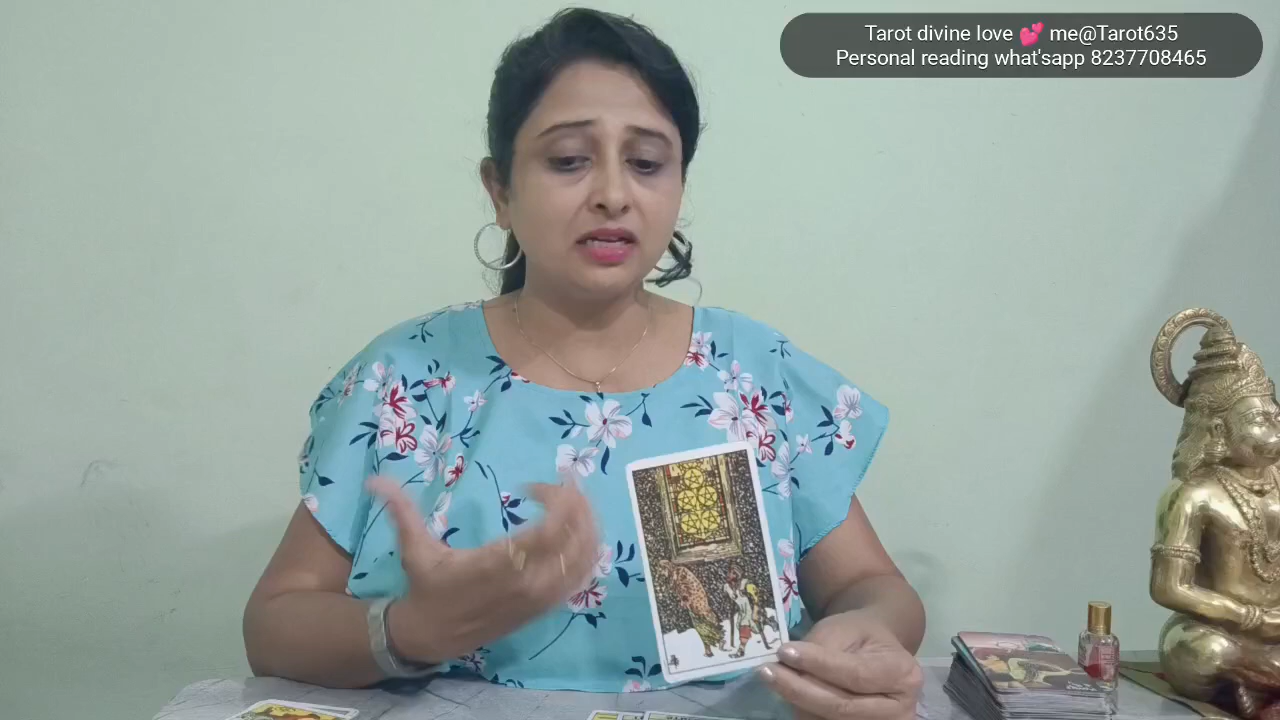 Tarot divine love 💕 me@Tarot635
Personal reading what'sapp 8237708465